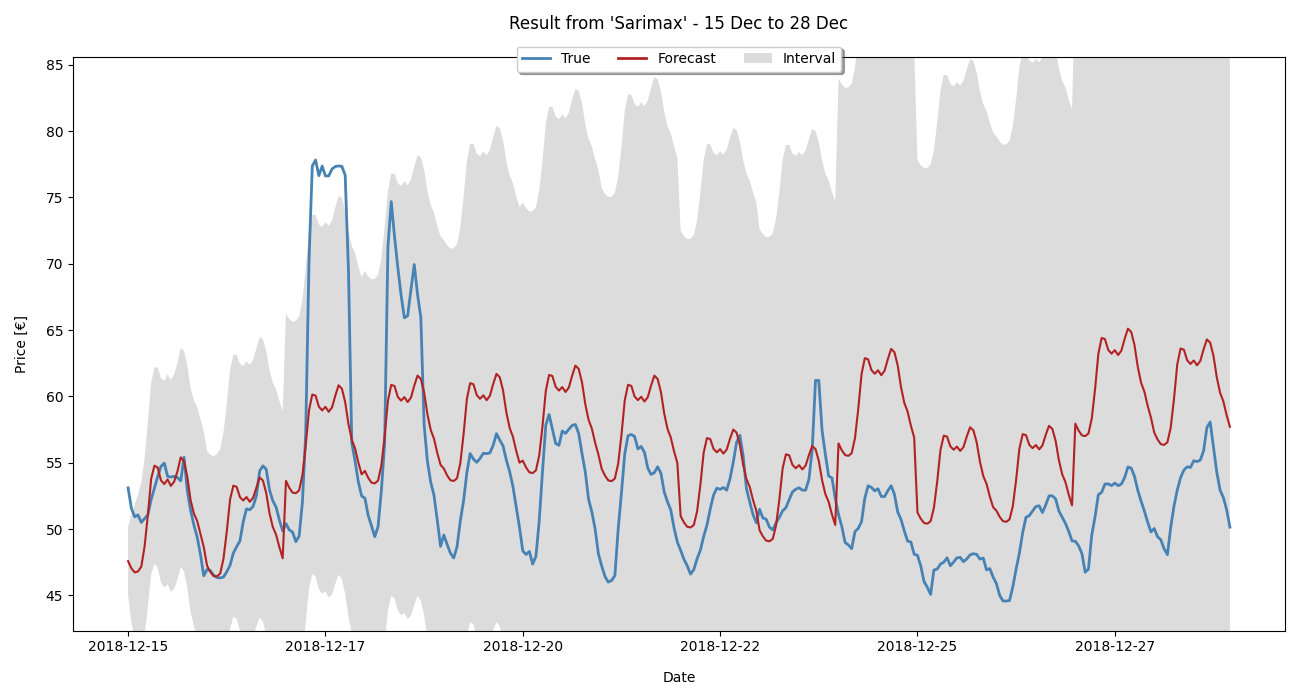 Result from 'Sarimax' - 15 Dec to 28 Dec
True Forecast Interval
85
80
75
70
65
60
55
50
45
Price [€]
2018-12-15 2018-12-17 2018-12-20 2018-12-22 2018-12-25 2018-12-27
Date